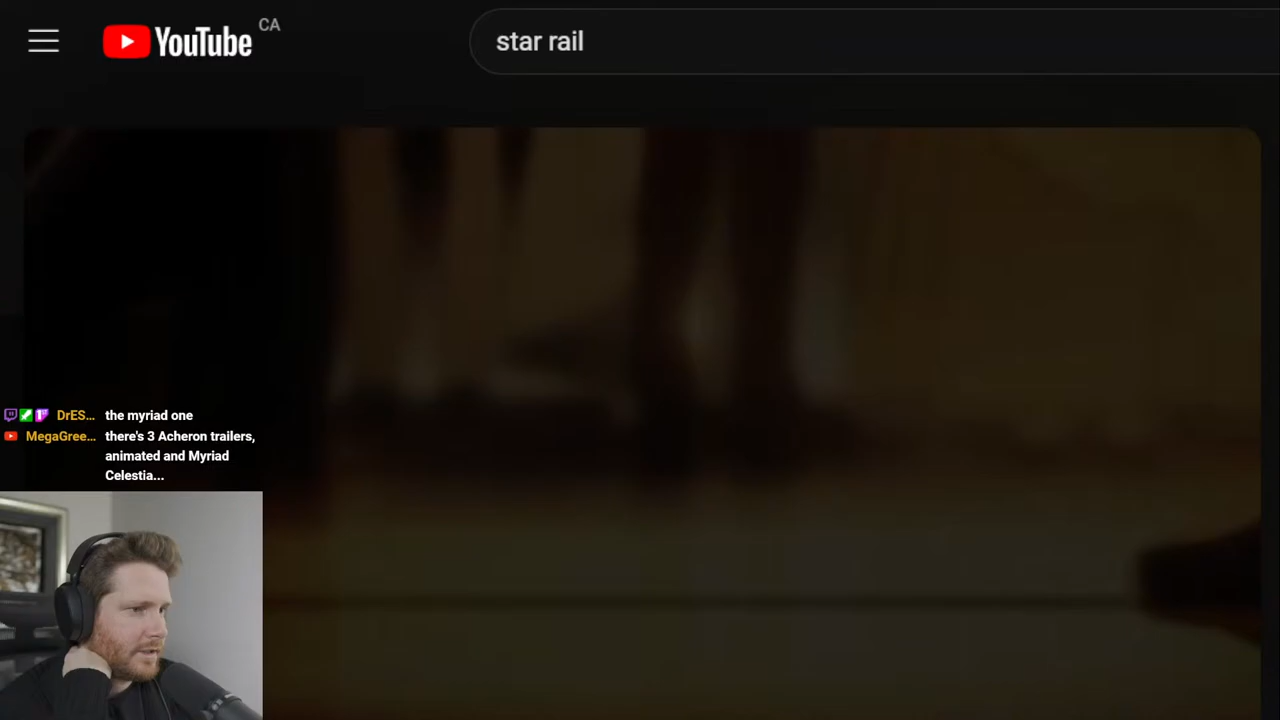 YouTube CA
star rail
DrES... the myriad one
MegaGree... there's 3 Acheron trailers,
animated and Myriad
Celestia...